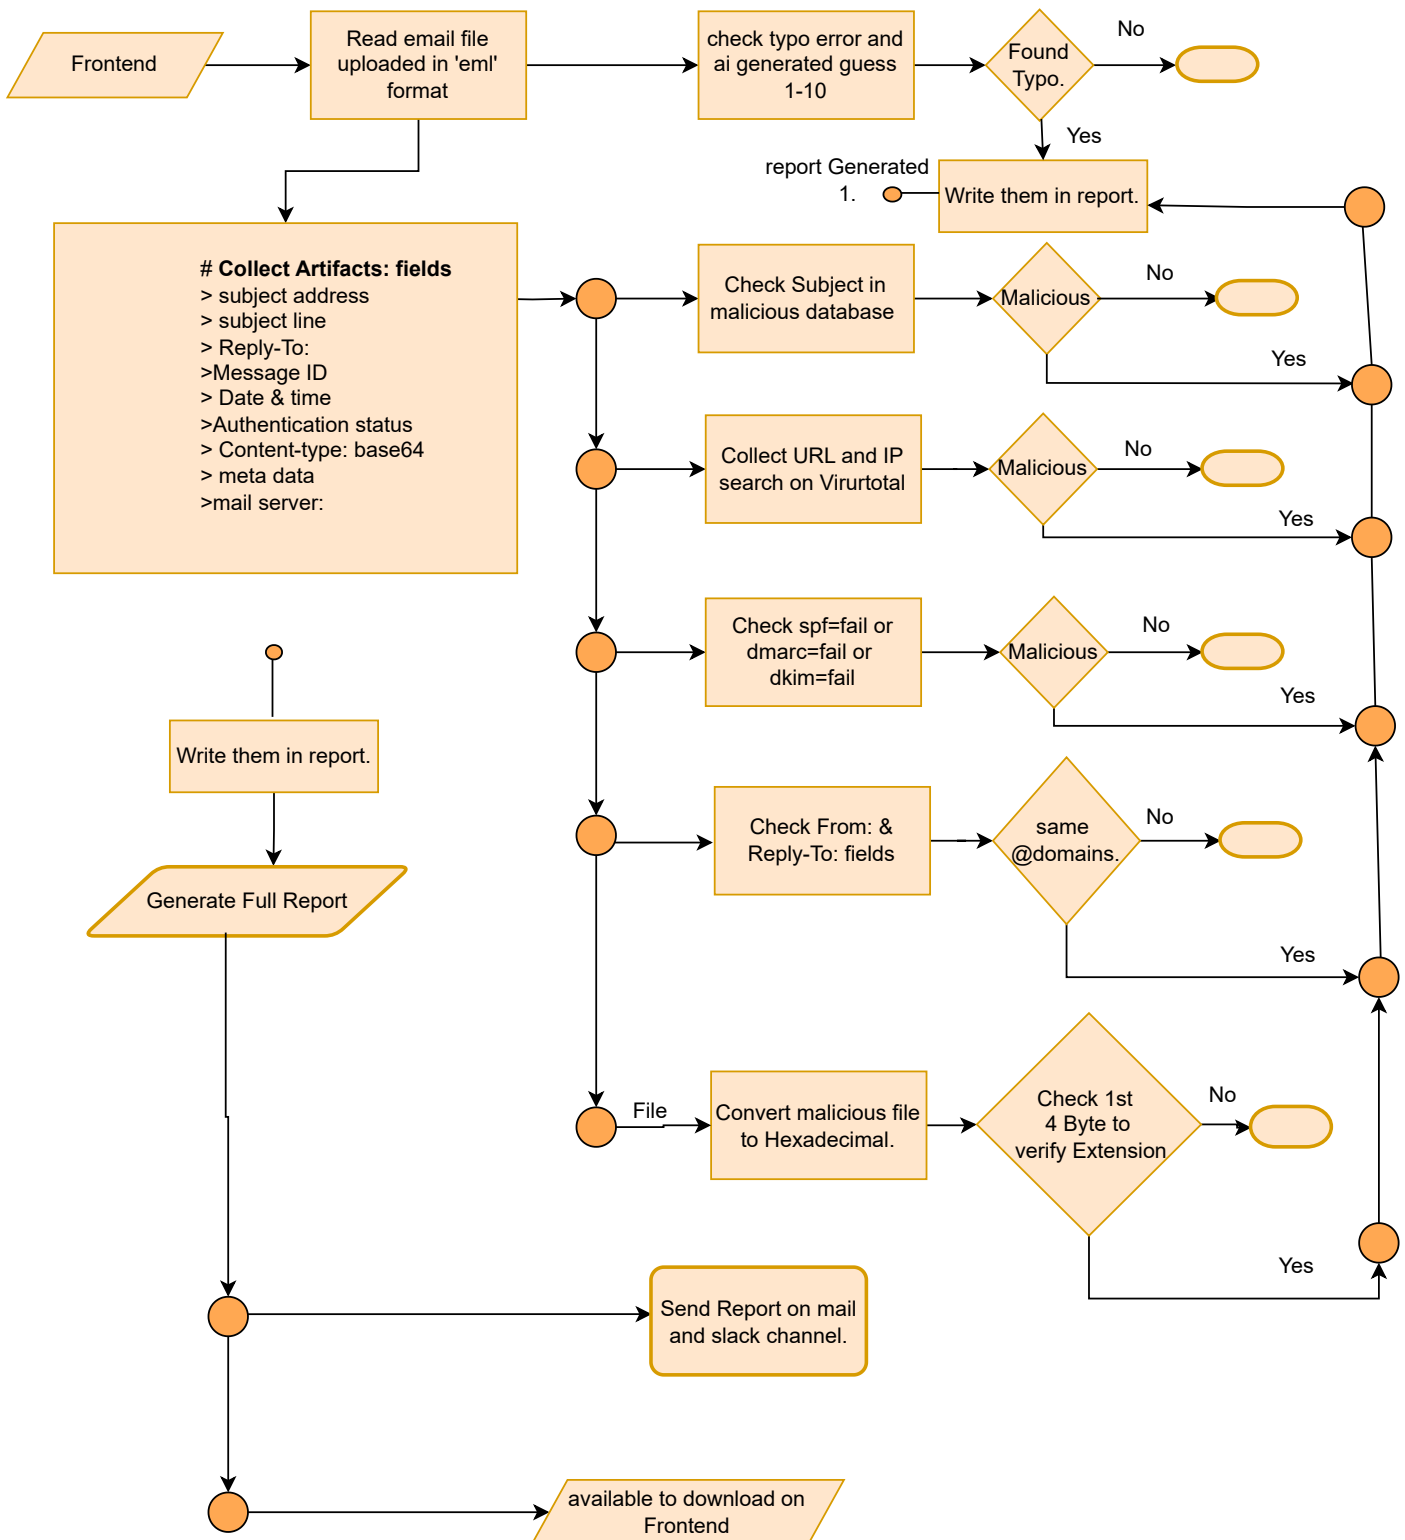 Frontend
Read email file
uploaded in 'eml'
format
check typo error and
ai generated guess
1-10
Found
Typo.
No
Yes
report Generated
1.
Write them in report.
# Collect Artifacts: fields
> subject address
> subject line
> Reply-To:
>Message ID
> Date & time
>Authentication status
> Content-type: base64
> meta data
>mail server:
Check Subject in
malicious database
Malicious
No
Yes
Collect URL and IP
search on Virurtotal
Malicious
No
Yes
Check spf=fail or
dmarc=fail or
dkim=fail
Malicious
No
Yes
Write them in report.
Check From: &
Reply-To: fields
same
@domains.
No
Yes
Generate Full Report
File
Convert malicious file
to Hexadecimal.
Check 1st
4 Byte to
verify Extension
No
Yes
Send Report on mail
and slack channel.
available to download on
Frontend